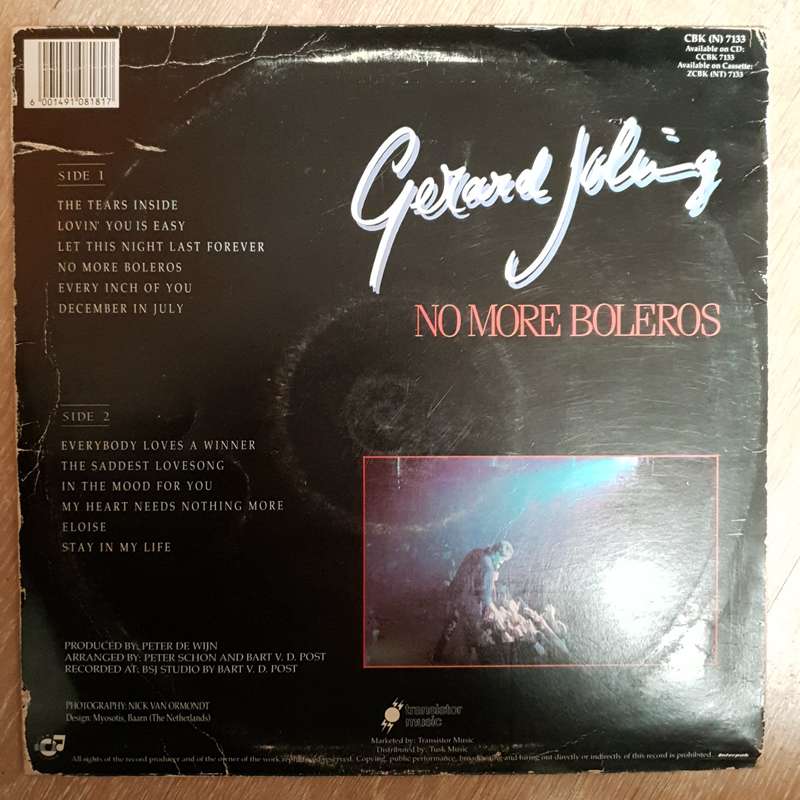 6 001491 081817
CBK (N) 7133
Available on CD:
CCBK 7133
Available on Cassette:
ZCBK (NT) 7133
Gerard Joling
NO MORE BOLEROS
SIDE 1
THE TEARS INSIDE
LOVIN' YOU IS EASY
LET THIS NIGHT LAST FOREVER
NO MORE BOLEROS
EVERY INCH OF YOU
DECEMBER IN JULY
SIDE 2
EVERYBODY LOVES A WINNER
THE SADDEST LOVESONG
IN THE MOOD FOR YOU
MY HEART NEEDS NOTHING MORE
ELOISE
STAY IN MY LIFE
PRODUCED BY: PETER DE WIJN
ARRANGED BY: PETER SCHON AND BART V. D. POST
RECORDED AT: BSJ STUDIO BY BART V. D. POST
PHOTOGRAPHY: NICK VAN ORMONDT
Design: Myosotis, Baarn (The Netherlands)
transistor
music
Marketed by: Transistor Music
Distributed by: Tusk Music
interpak
All rights of the record producer and of the owner of the work reproduced reserved. Copying, public performance, broadcasting and hiring out directly or indirectly of this record is prohibited.